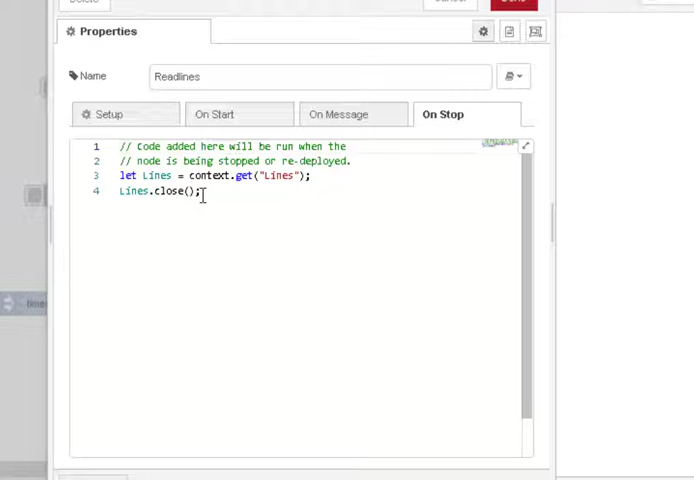 Properties
Name
Readlines
Setup
On Start
On Message
On Stop
1 // Code added here will be run when the
2 // node is being stopped or re-deployed.
3 let Lines = context.get("Lines");
4 Lines.close();